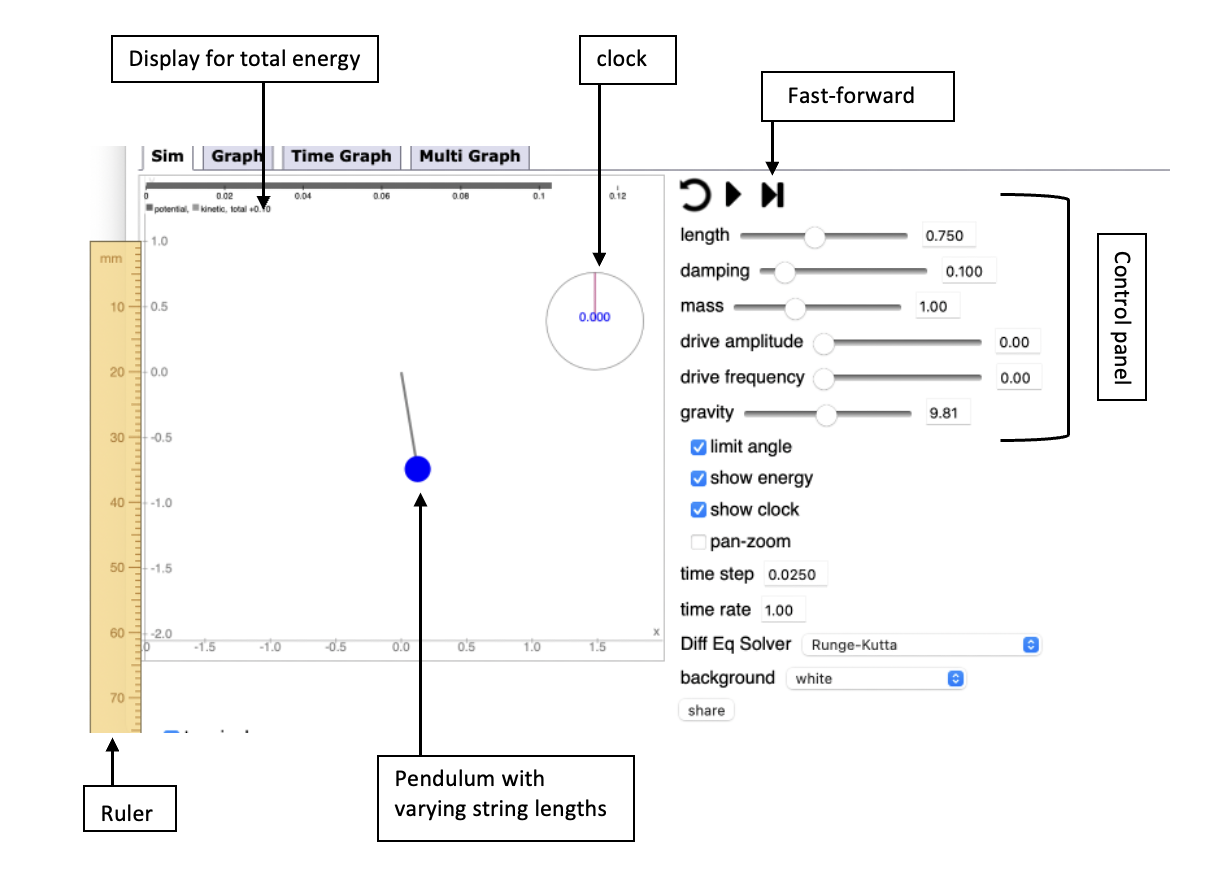 Display for total energy
clock
Fast-forward
Sim Graph Time Graph Multi Graph
0 0.02 0.04 0.06 0.08 0.1 0.12
potential, kinetic, total
1.0
mm
10
0.5
0.000
20
0.0
30
-0.5
40
-1.0
50
-1.5
60
-2.0
x
.0 -1.5 -1.0 -0.5 0.0 0.5 1.0 1.5
70
length 0.750
damping 0.100
mass 1.00
drive amplitude 0.00
drive frequency 0.00
gravity 9.81
limit angle
show energy
show clock
pan-zoom
time step 0.0250
time rate 1.00
Diff Eq Solver Runge-Kutta
background white
share
Control panel
Ruler
Pendulum with
varying string lengths